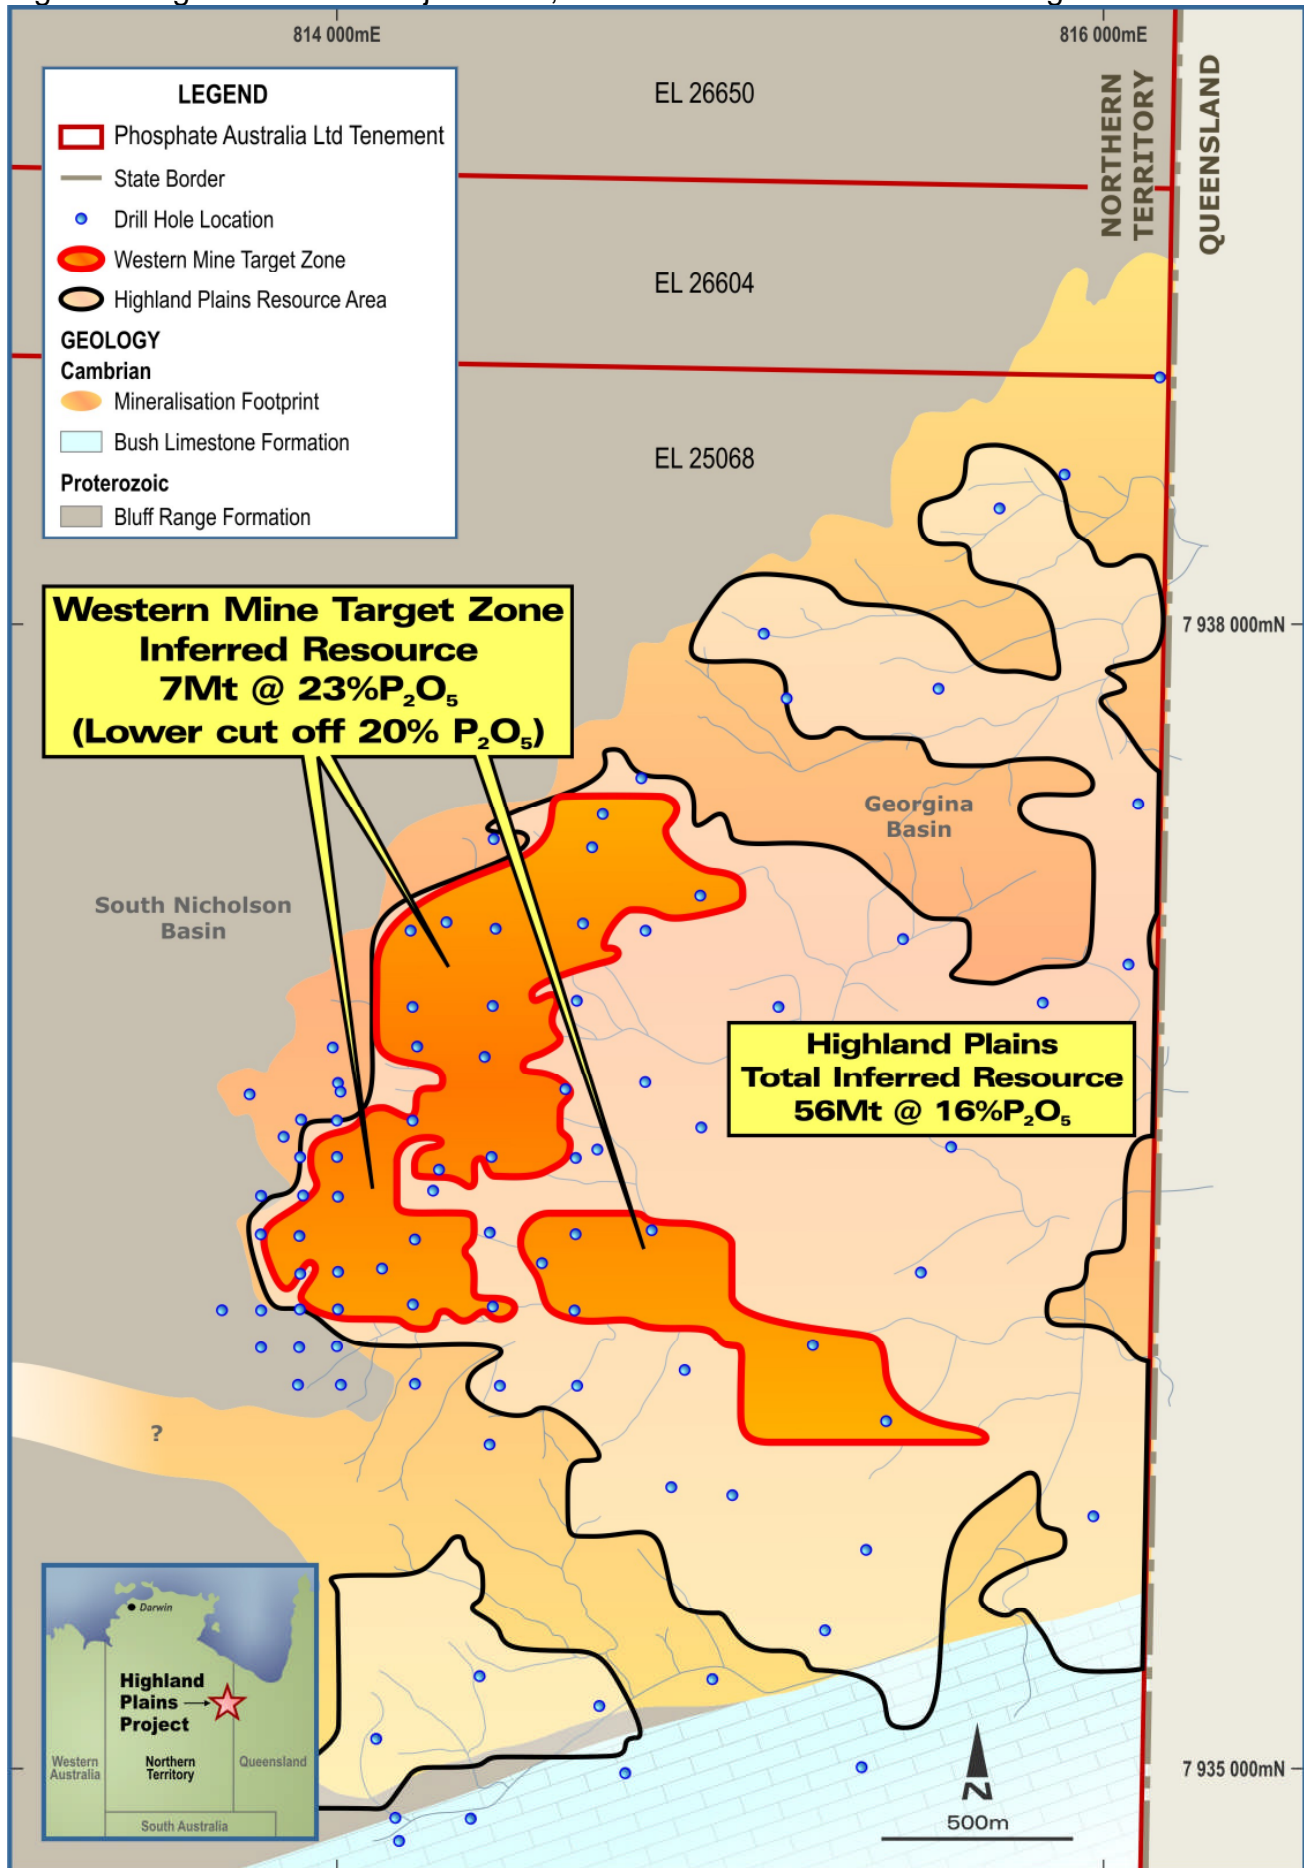 814 000mE
816 000mE
LEGEND
Phosphate Australia Ltd Tenement
State Border
Drill Hole Location
Western Mine Target Zone
Highland Plains Resource Area
GEOLOGY
Cambrian
Mineralisation Footprint
Bush Limestone Formation
Proterozoic
Bluff Range Formation
EL 26650
EL 26604
EL 25068
NORTHERN
TERRITORY
QUEENSLAND
7 938 000mN
Western Mine Target Zone
Inferred Resource
7Mt @ 23%P₂O₅
(Lower cut off 20% P₂O₅)
Georgina
Basin
South Nicholson
Basin
Highland Plains
Total Inferred Resource
56Mt @ 16%P₂O₅
?
Darwin
Highland
Plains
Project
Western
Australia
Northern
Territory
Queensland
South Australia
N
500m
7 935 000mN